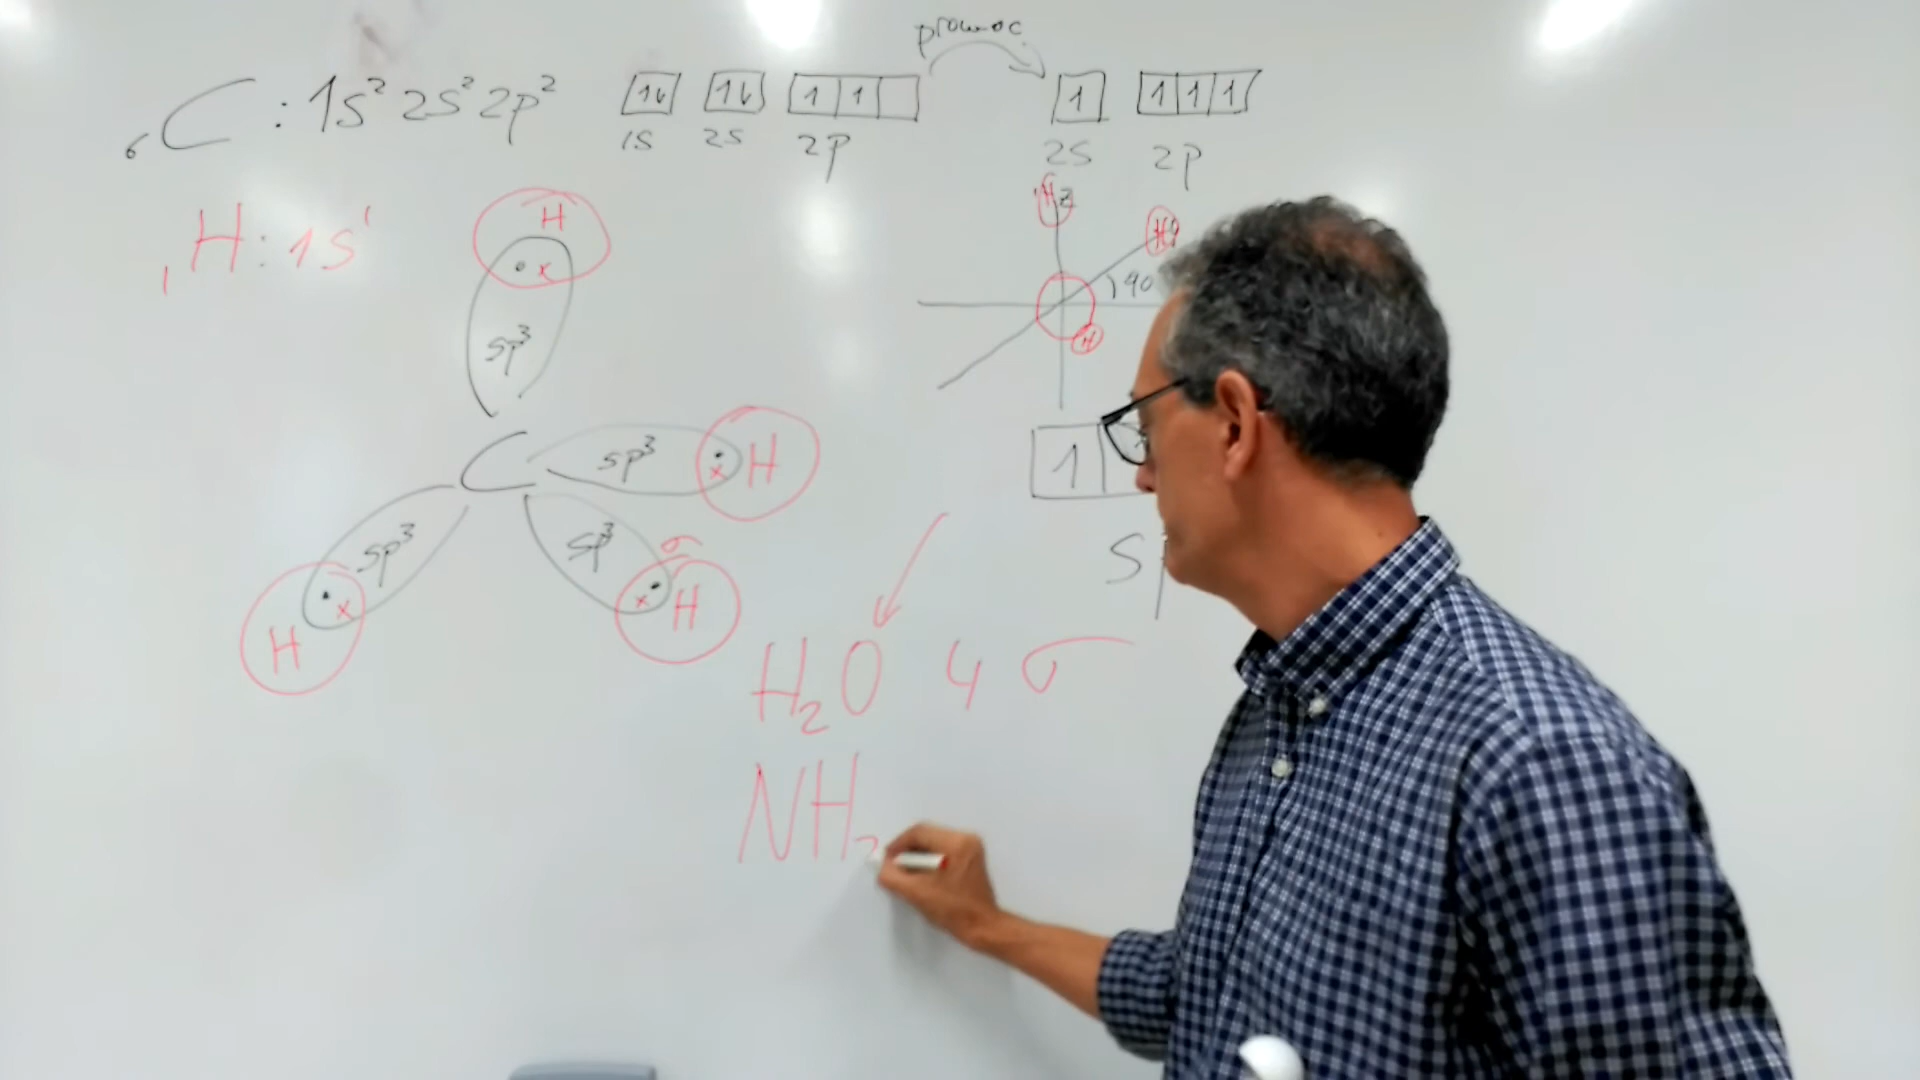 promoc
₆C : 1s² 2s² 2p² 1↓ 1↓ 1 1 1 1 1 1
1s 2s 2p 2s 2p
₁H : 1s¹
H
x
sp³
H z
H
90
H
C
sp³ x H
sp³ x H
sp³ x H
σ
1
s
H₂O 4 σ
NH